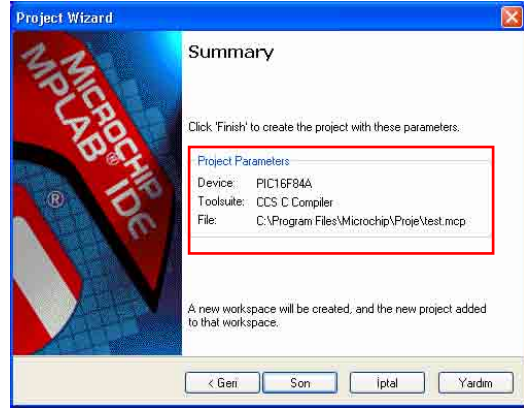 Project Wizard
MICROCHIP
MPLAB® IDE
®
Summary
Click 'Finish' to create the project with these parameters.
Project Parameters
Device: PIC16F84A
Toolsuite: CCS C Compiler
File: C:\Program Files\Microchip\Proje\test.mcp
A new workspace will be created, and the new project added
to that workspace.
< Geri
Son
İptal
Yardım